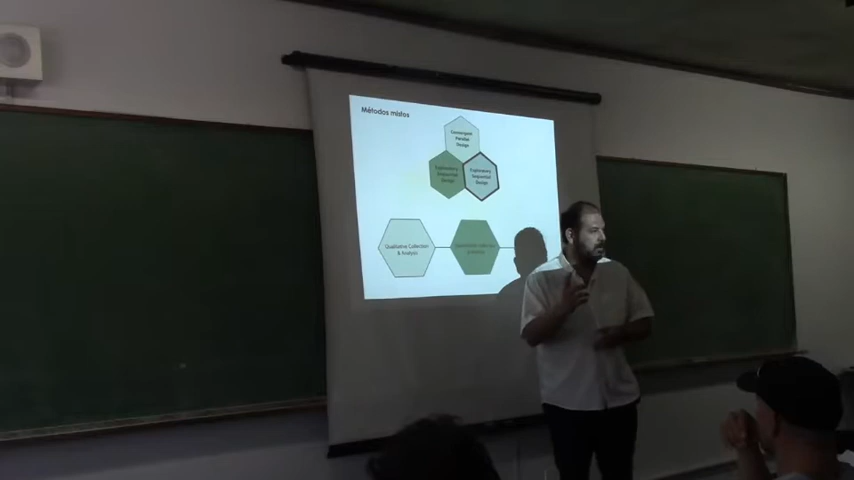 Métodos mistos
Convergent
Parallel
Design
Exploratory
Sequential
Design
Explanatory
Sequential
Design
Qualitative Collection
& Analysis